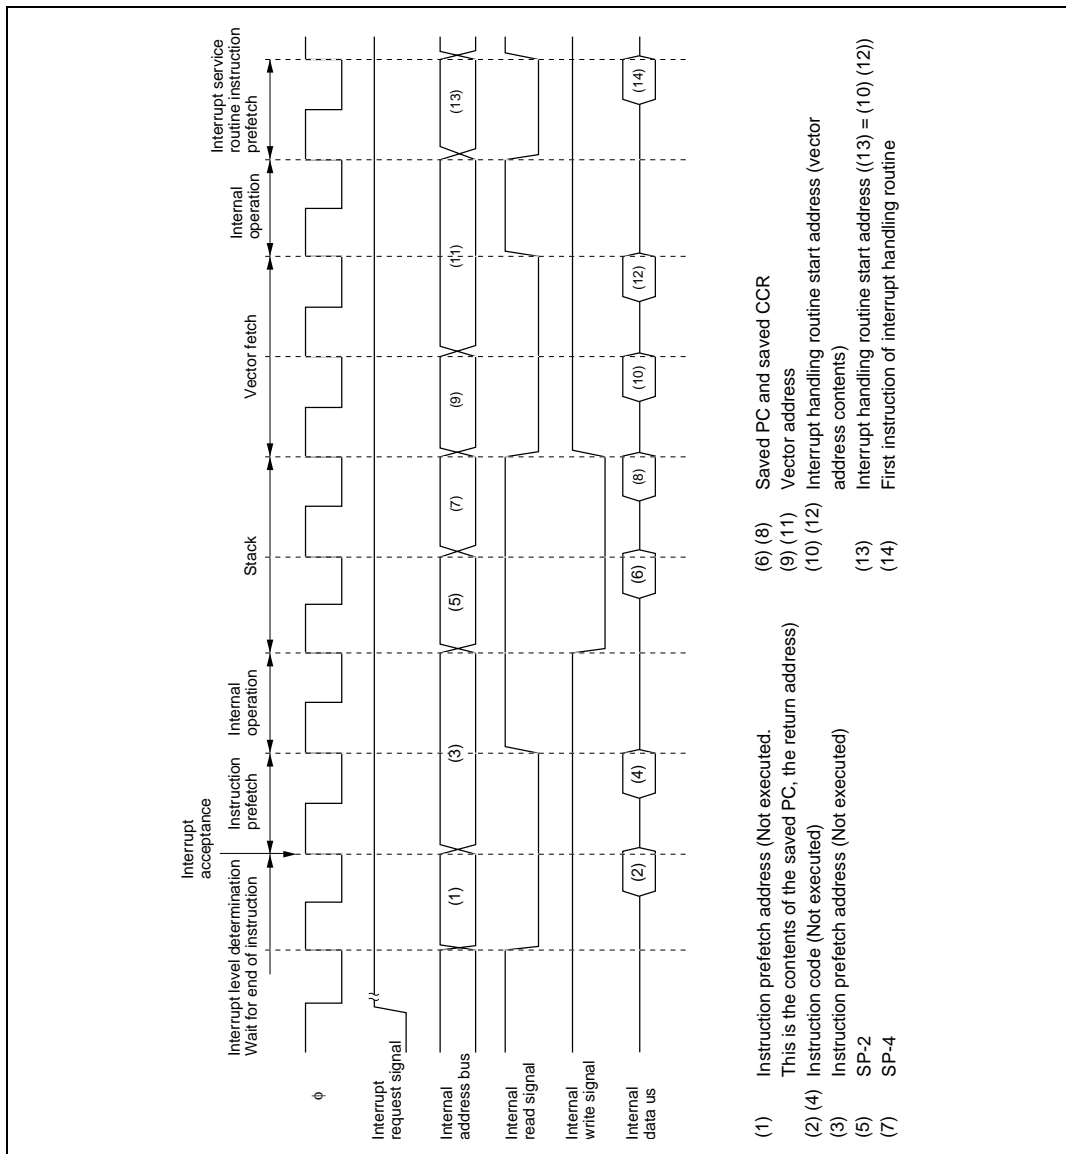 Interrupt
acceptance
Interrupt level determination
Wait for end of instruction
Instruction
prefetch
Internal
operation
Stack
Vector fetch
Internal
operation
Interrupt service
routine instruction
prefetch
ϕ
Interrupt
request signal
Internal
address bus
(1)
(3)
(5)
(7)
(9)
(11)
(13)
Internal
read signal
Internal
write signal
Internal
data us
(2)
(4)
(6)
(8)
(10)
(12)
(14)
(1) Instruction prefetch address (Not executed.
This is the contents of the saved PC, the return address)
(2) (4) Instruction code (Not executed)
(3) Instruction prefetch address (Not executed)
(5) SP-2
(7) SP-4
(6) (8) Saved PC and saved CCR
(9) (11) Vector address
(10) (12) Interrupt handling routine start address (vector
address contents)
(13) Interrupt handling routine start address ((13) = (10) (12))
(14) First instruction of interrupt handling routine